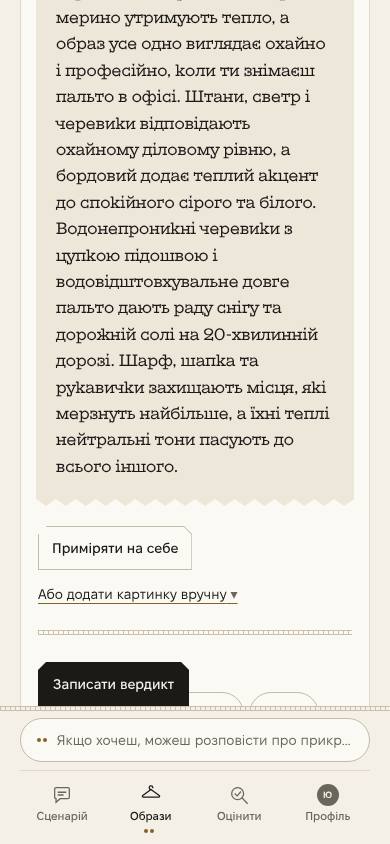 мерино утримують тепло, а
образ усе одно виглядає охайно
і професійно, коли ти знімаєш
пальто в офісі. Штани, светр і
черевики відповідають
охайному діловому рівню, а
бордовий додає теплий акцент
до спокійного сірого та білого.
Водонепроникні черевики з
цупкою підошвою і
водовідштовхувальне довге
пальто дають раду снігу та
дорожній солі на 20-хвилинній
дорозі. Шарф, шапка та
рукавички захищають місця, які
мерзнуть найбільше, а їхні теплі
нейтральні тони пасують до
всього іншого.
Приміряти на себе
Або додати картинку вручну ▾
Записати вердикт
Якщо хочеш, можеш розповісти про прикр...
Сценарій
Образи
Оцінити
Ю
Профіль